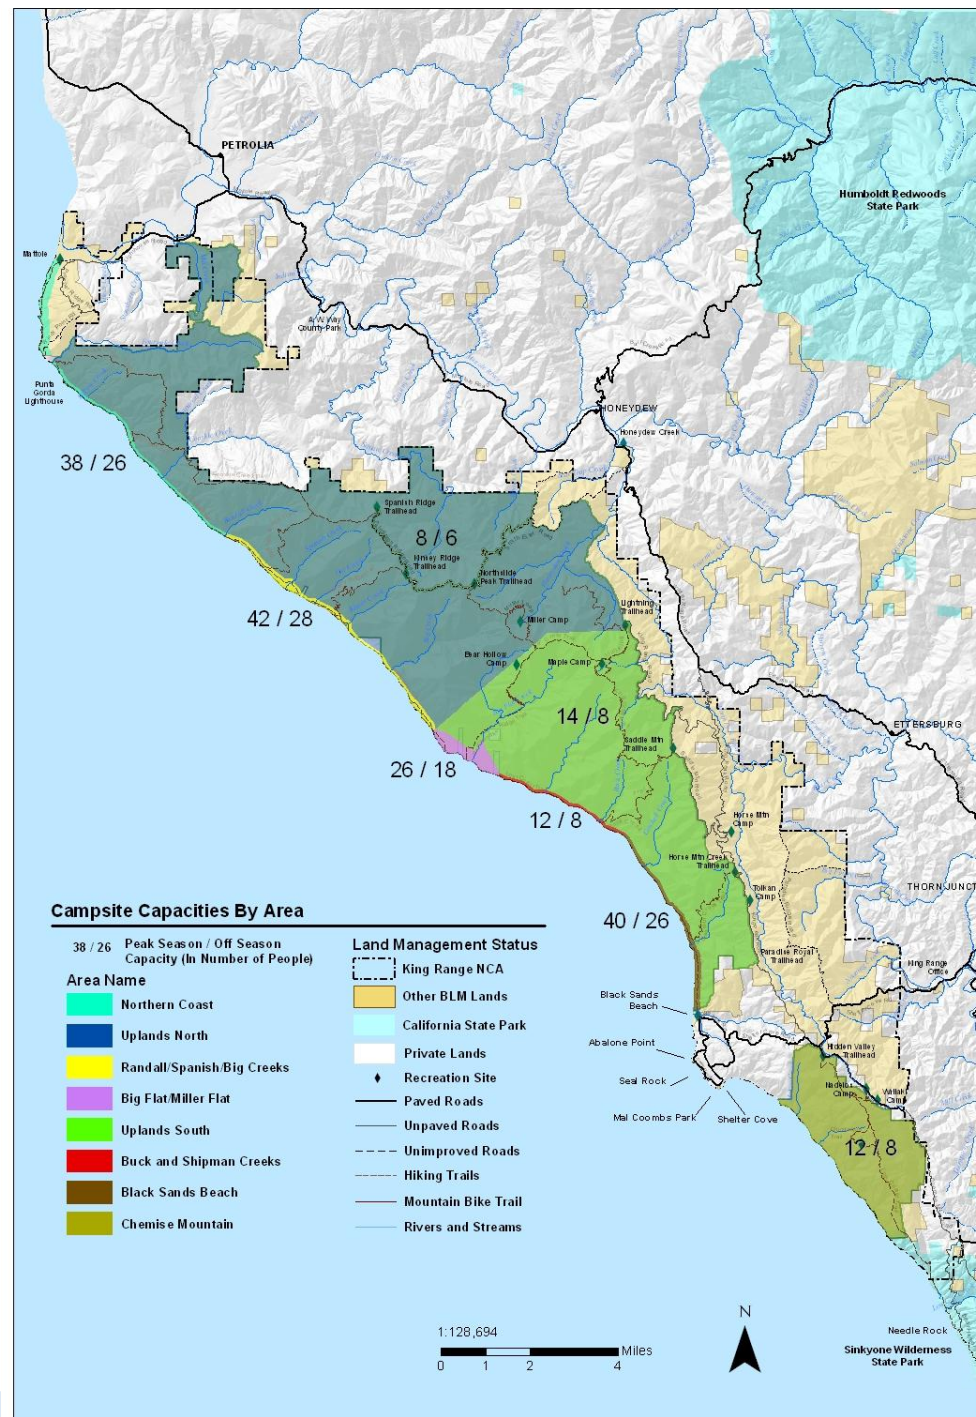 PETROLIA
Humboldt Redwoods
State Park
Mattole
A. W. Way
County Park
Punta
Gorda
Lighthouse
HONEYDEW
Honeydew Creek
38 / 26
Spanish Ridge
Trailhead
8 / 6
Kinsey Ridge
Trailhead
Northslide
Peak Trailhead
42 / 28
Lightning
Trailhead
Miller Camp
Bear Hollow
Camp
Maple Camp
14 / 8
ETTERSBURG
Saddle Mtn
Trailhead
26 / 18
12 / 8
Horse Mtn
Camp
Horse Mtn Creek
Trailhead
Tolkan
Camp
THORN JUNCT
40 / 26
Paradise Royal
Trailhead
King Range
Office
Black Sands
Beach
Abalone Point
Hidden Valley
Trailhead
Seal Rock
Nadelos
Camp
Wailaki
Camp
Mal Coombs Park
Shelter Cove
12 / 8
Needle Rock
Sinkyone Wilderness
State Park
Campsite Capacities By Area
38 / 26 Peak Season / Off Season
Capacity (In Number of People)
Area Name
Northern Coast
Uplands North
Randall/Spanish/Big Creeks
Big Flat/Miller Flat
Uplands South
Buck and Shipman Creeks
Black Sands Beach
Chemise Mountain
Land Management Status
King Range NCA
Other BLM Lands
California State Park
Private Lands
Recreation Site
Paved Roads
Unpaved Roads
Unimproved Roads
Hiking Trails
Mountain Bike Trail
Rivers and Streams
1:128,694
Miles
0 1 2 4
N